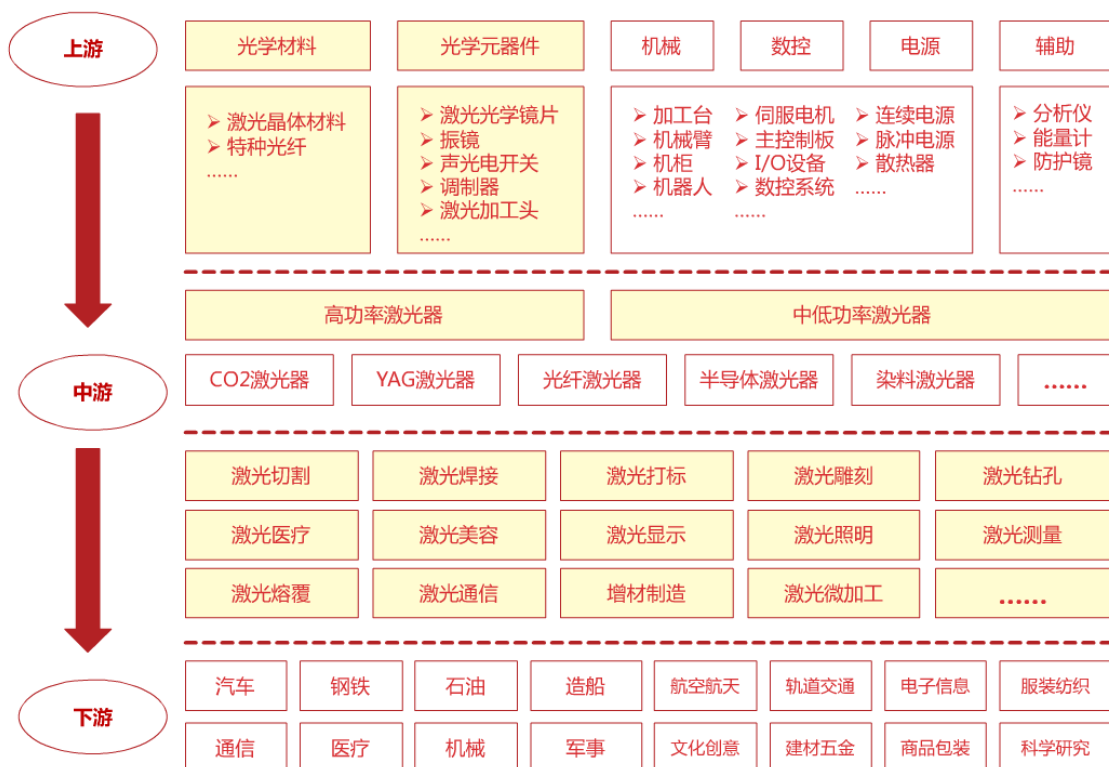 上游
光学材料
光学元器件
机械
数控
电源
辅助
➢ 激光晶体材料
➢ 特种光纤
……
➢ 激光光学镜片
➢ 振镜
➢ 声光电开关
➢ 调制器
➢ 激光加工头
……
➢ 加工台
➢ 机械臂
➢ 机柜
➢ 机器人
……
➢ 伺服电机
➢ 主控制板
➢ I/O设备
➢ 数控系统
……
➢ 连续电源
➢ 脉冲电源
➢ 散热器
……
➢ 分析仪
➢ 能量计
➢ 防护镜
……
高功率激光器
中低功率激光器
中游
CO2激光器
YAG激光器
光纤激光器
半导体激光器
染料激光器
……
激光切割
激光焊接
激光打标
激光雕刻
激光钻孔
激光医疗
激光美容
激光显示
激光照明
激光测量
激光熔覆
激光通信
增材制造
激光微加工
……
下游
汽车
钢铁
石油
造船
航空航天
轨道交通
电子信息
服装纺织
通信
医疗
机械
军事
文化创意
建材五金
商品包装
科学研究